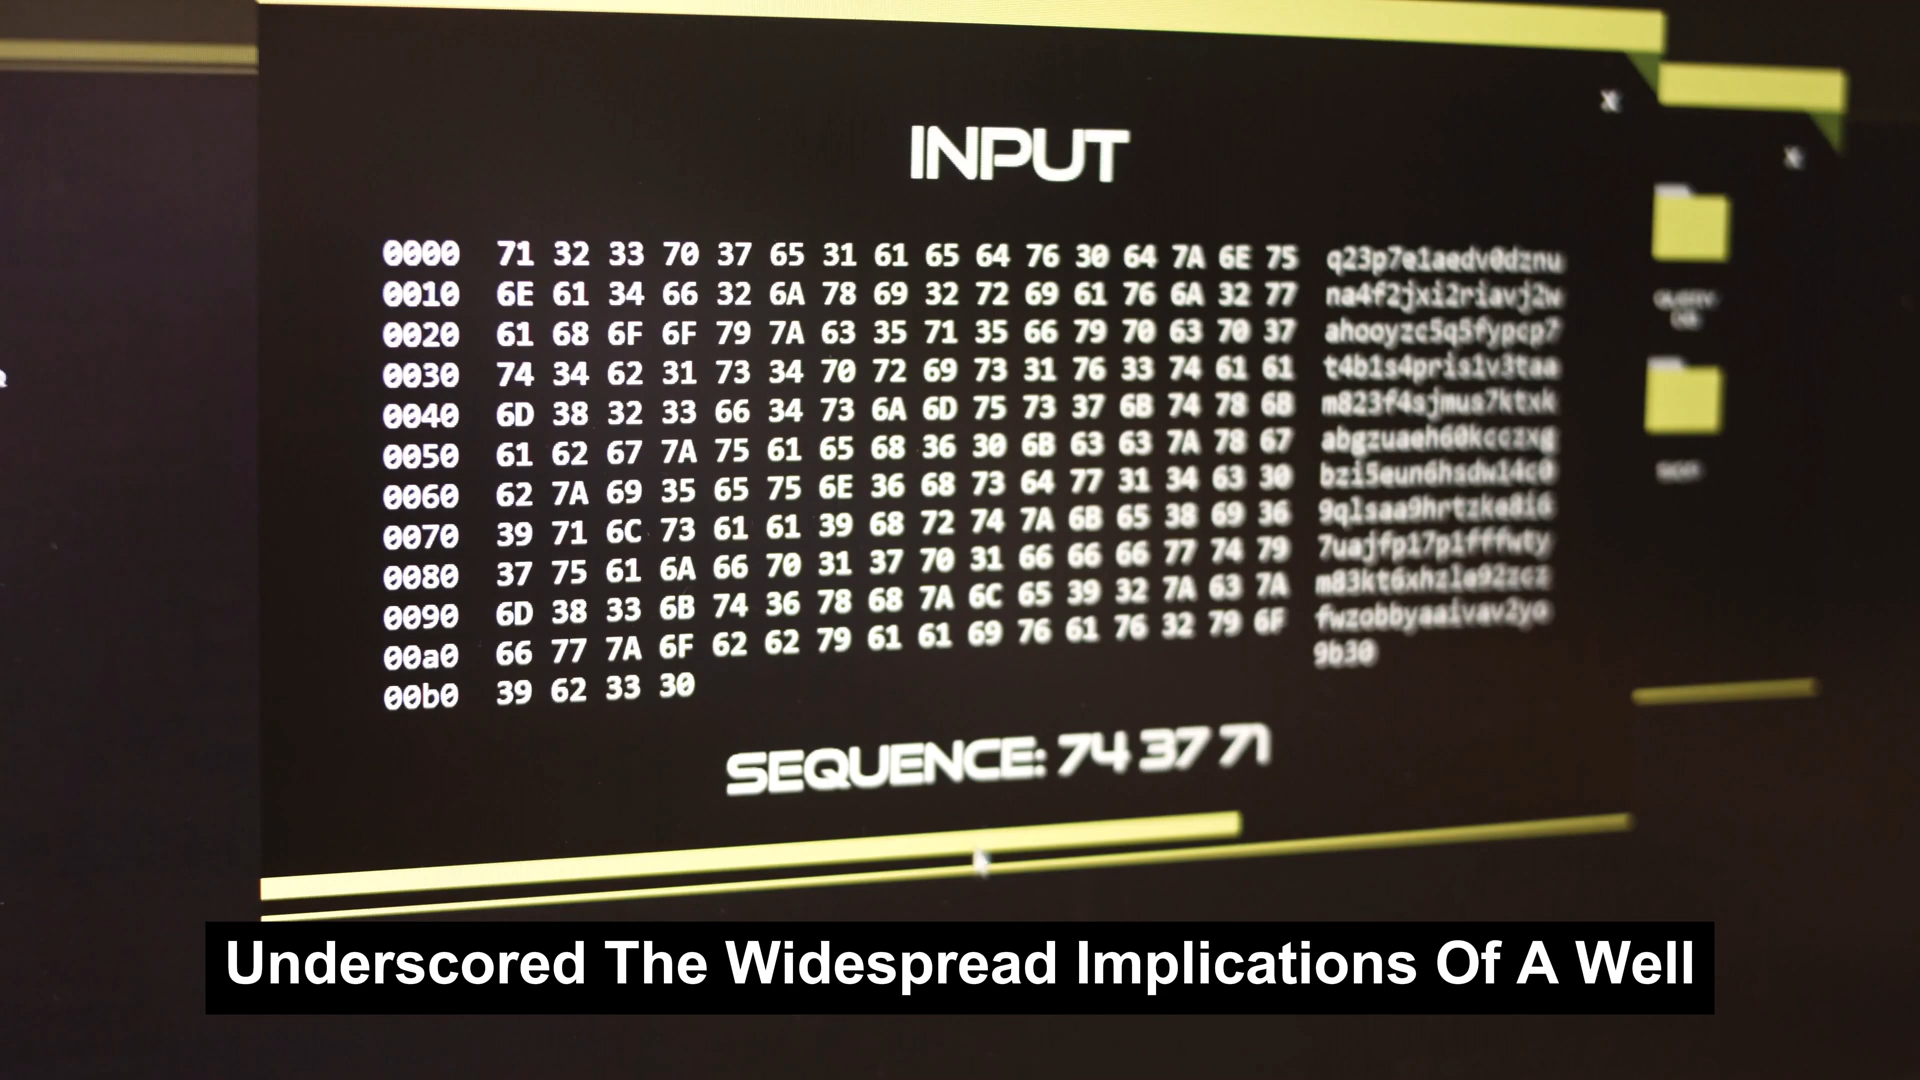 INPUT
x
x
0000 71 32 33 70 37 65 31 61 65 64 76 30 64 7A 6E 75 q23p7e1aedv0dznu
0010 6E 61 34 66 32 6A 78 69 32 72 69 61 76 6A 32 77 na4f2jxi2riavj2w
0020 61 68 6F 6F 79 7A 63 35 71 35 66 79 70 63 70 37 ahooyzc5q5fypcp7
0030 74 34 62 31 73 34 70 72 69 73 31 76 33 74 61 61 t4b1s4pris1v3taa
0040 6D 38 32 33 66 34 73 6A 6D 75 73 37 6B 74 78 6B m823f4sjmus7ktxk
0050 61 62 67 7A 75 61 65 68 36 30 6B 63 63 7A 78 67 abgzuaeh60kcczxg
0060 62 7A 69 35 65 75 6E 36 68 73 64 77 31 34 63 30 bzi5eun6hsdw14c0
0070 39 71 6C 73 61 61 39 68 72 74 7A 6B 65 38 69 36 9qlsaa9hrtzke8i6
0080 37 75 61 6A 66 70 31 37 70 31 66 66 66 77 74 79 7uajfp17p1fffwty
0090 6D 38 33 6B 74 36 78 68 7A 6C 65 39 32 7A 63 7A m83kt6xhzle92zcz
00a0 66 77 7A 6F 62 62 79 61 61 69 76 61 76 32 79 6F fwzobbyaaivav2yo
00b0 39 62 33 30 9b30
SEQUENCE: 74 37 71
Underscored The Widespread Implications Of A Well